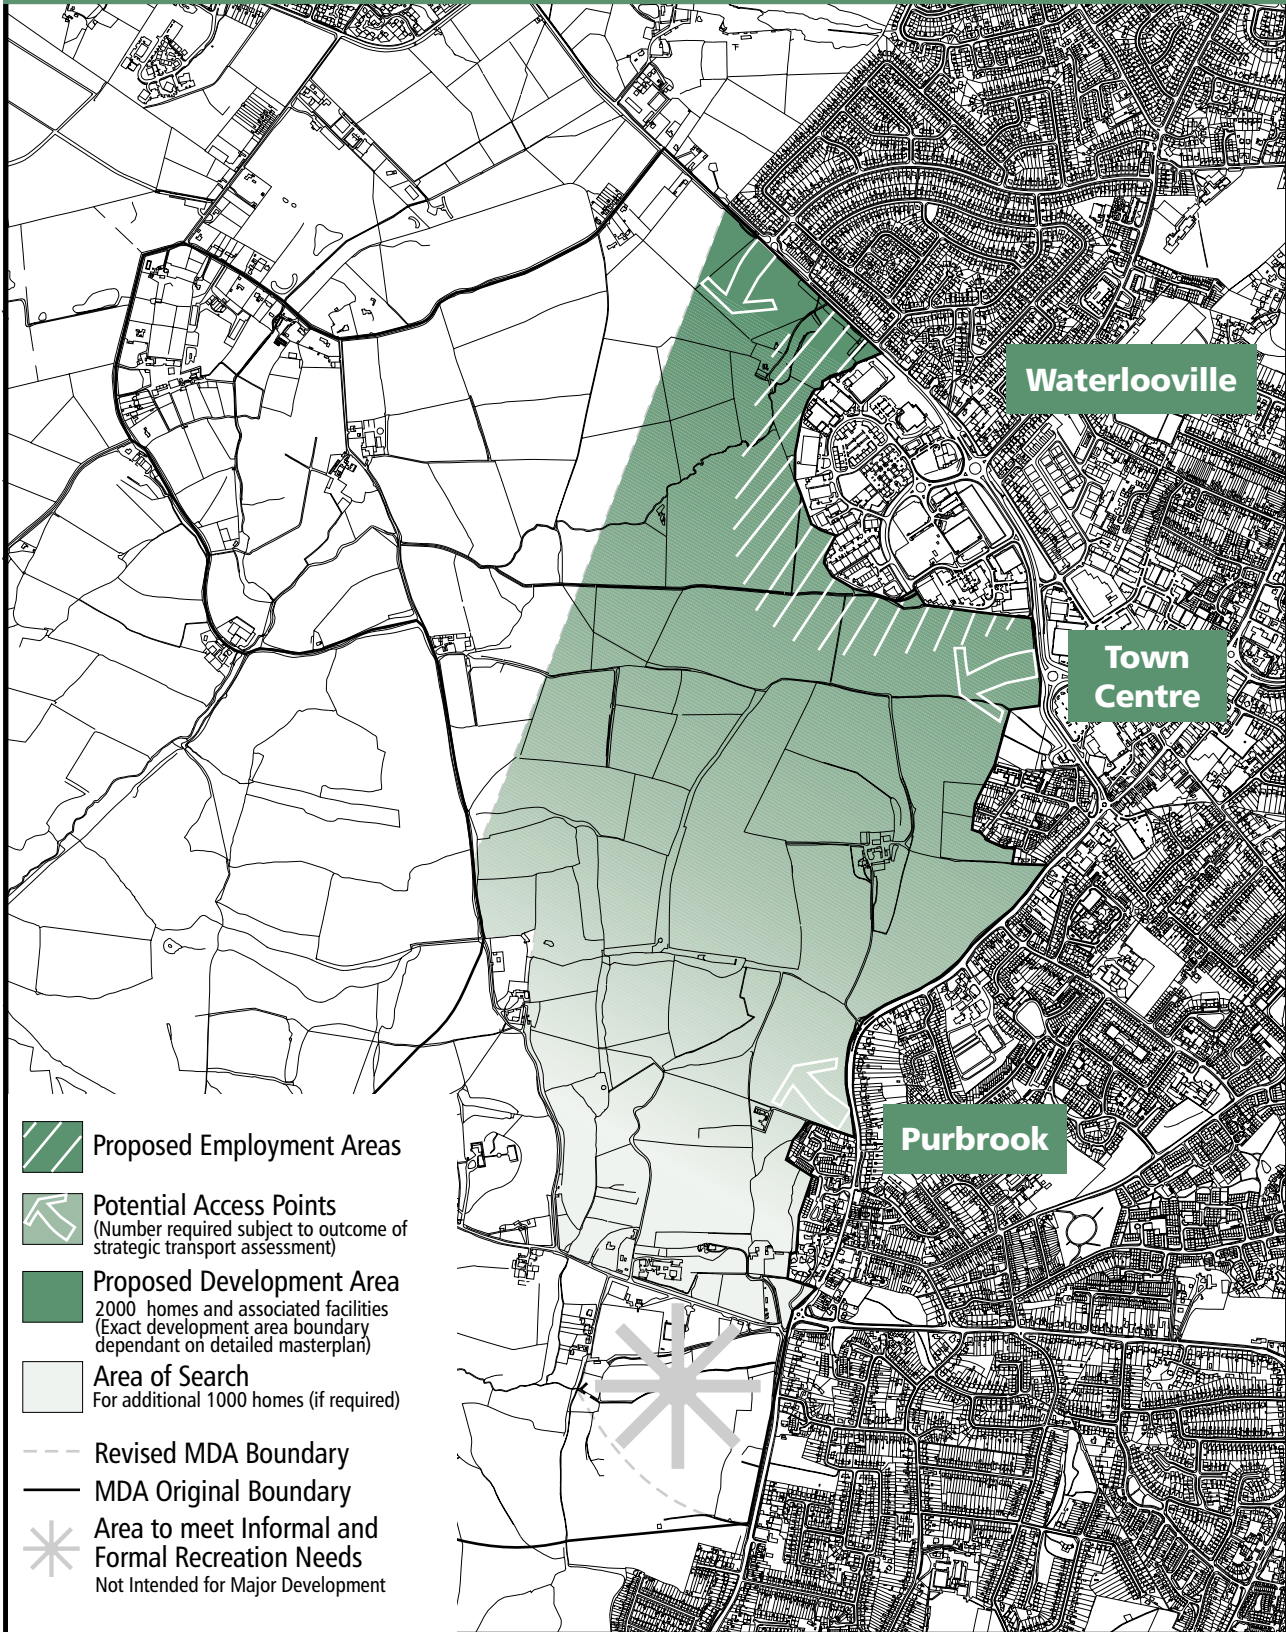 Waterlooville
Town
Centre
Purbrook
Proposed Employment Areas
Potential Access Points
(Number required subject to outcome of
strategic transport assessment)
Proposed Development Area
2000 homes and associated facilities
(Exact development area boundary
dependant on detailed masterplan)
Area of Search
For additional 1000 homes (if required)
Revised MDA Boundary
MDA Original Boundary
Area to meet Informal and
Formal Recreation Needs
Not Intended for Major Development